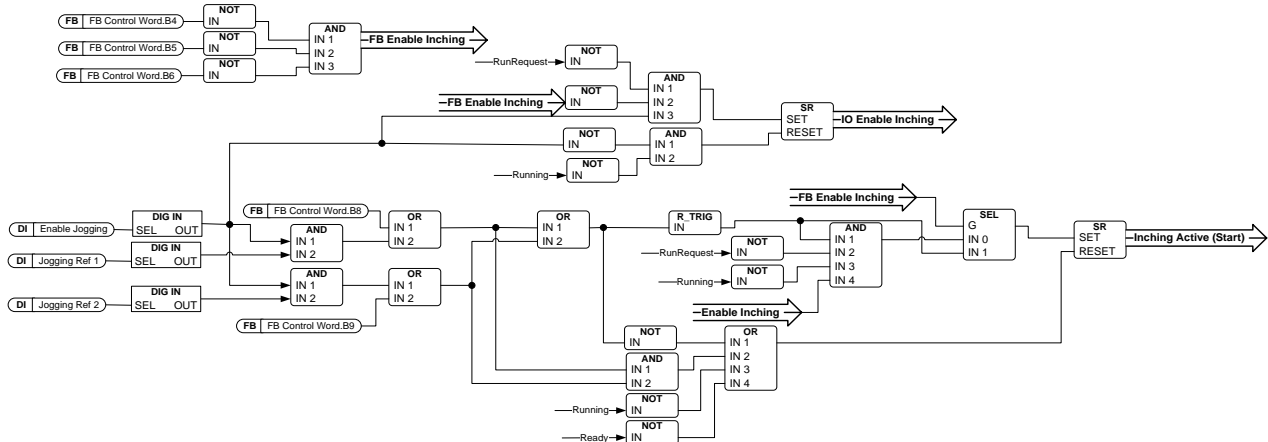 FB FB Control Word.B4
NOT
IN
FB FB Control Word.B5
NOT
IN
FB FB Control Word.B6
NOT
IN
AND
IN 1
IN 2
IN 3
FB Enable Inching
RunRequest
NOT
IN
FB Enable Inching
NOT
IN
AND
IN 1
IN 2
IN 3
NOT
IN
Running
NOT
IN
AND
IN 1
IN 2
SR
SET
RESET
IO Enable Inching
DI Enable Jogging
DIG IN
SEL OUT
DI Jogging Ref 1
DIG IN
SEL OUT
DI Jogging Ref 2
DIG IN
SEL OUT
FB FB Control Word.B8
AND
IN 1
IN 2
OR
IN 1
IN 2
AND
IN 1
IN 2
OR
IN 1
IN 2
FB FB Control Word.B9
OR
IN 1
IN 2
R_TRIG
IN
RunRequest
NOT
IN
Running
NOT
IN
Enable Inching
AND
IN 1
IN 2
IN 3
IN 4
FB Enable Inching
SEL
G
IN 0
IN 1
SR
SET
RESET
Inching Active (Start)
NOT
IN
AND
IN 1
IN 2
Running
NOT
IN
Ready
NOT
IN
OR
IN 1
IN 2
IN 3
IN 4